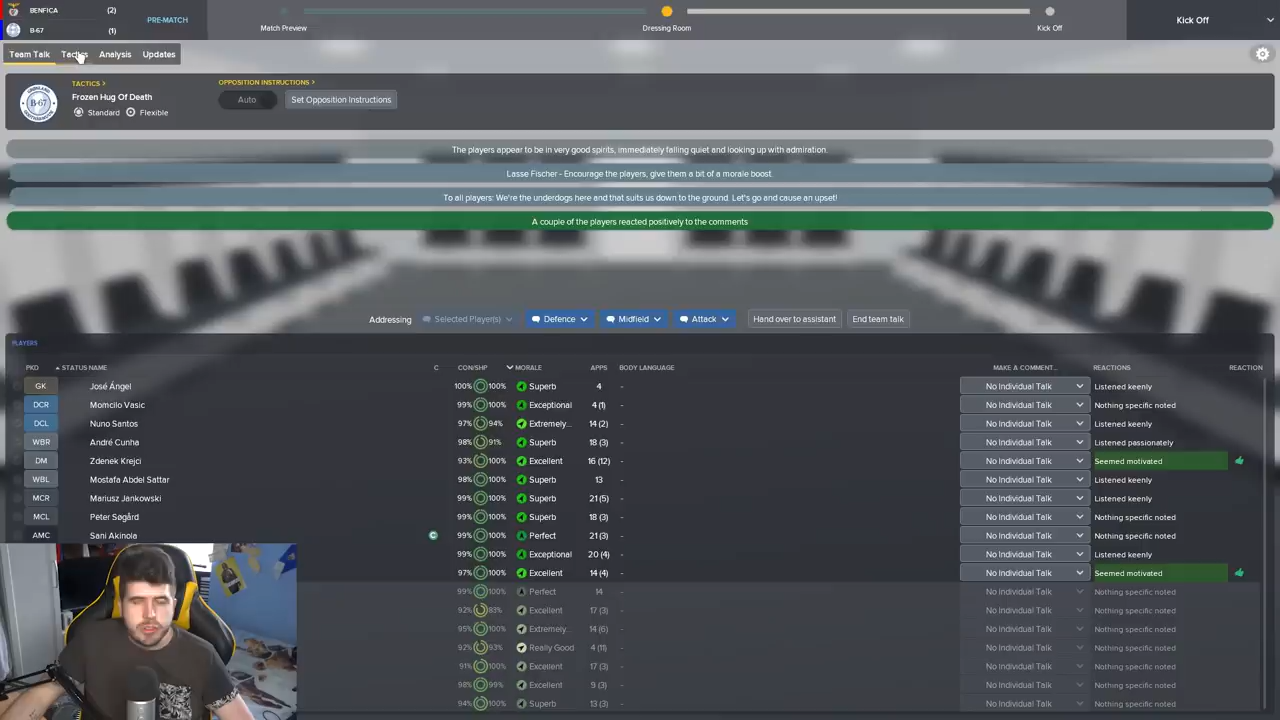 BENFICA (2)
B-67 (1)
PRE-MATCH
Match Preview
Dressing Room
Kick Off
Kick Off
Team Talk Tactics Analysis Updates
TACTICS >
Frozen Hug Of Death
Standard Flexible
OPPOSITION INSTRUCTIONS >
Auto Set Opposition Instructions
B-67
The players appear to be in very good spirits, immediately falling quiet and looking up with admiration.
Lasse Fischer - Encourage the players, give them a bit of a morale boost.
To all players: We're the underdogs here and that suits us down to the ground. Let's go and cause an upset!
A couple of the players reacted positively to the comments
Addressing Selected Player(s) Defence Midfield Attack Hand over to assistant End team talk
PLAYERS
PKD STATUS NAME C CON/SHP MORALE APPS BODY LANGUAGE MAKE A COMMENT... REACTIONS REACTION
GK José Ángel 100% 100% Superb 4 - No Individual Talk Listened keenly
DCR Momcilo Vasic 99% 100% Exceptional 4 (1) - No Individual Talk Nothing specific noted
DCL Nuno Santos 97% 94% Extremely... 14 (2) - No Individual Talk Listened keenly
WBR André Cunha 98% 91% Superb 18 (3) - No Individual Talk Listened passionately
DM Zdenek Krejci 93% 100% Excellent 16 (12) - No Individual Talk Seemed motivated
WBL Mostafa Abdel Sattar 98% 100% Superb 13 - No Individual Talk Listened keenly
MCR Mariusz Jankowski 99% 100% Superb 21 (5) - No Individual Talk Listened keenly
MCL Peter Søgård 99% 100% Superb 18 (3) - No Individual Talk Nothing specific noted
AMC Sani Akinola C 99% 100% Perfect 21 (3) - No Individual Talk Nothing specific noted
99% 100% Exceptional 20 (4) - No Individual Talk Listened keenly
97% 100% Excellent 14 (4) - No Individual Talk Seemed motivated
99% 100% Perfect 14 - No Individual Talk Nothing specific noted
92% 83% Excellent 17 (3) - No Individual Talk Nothing specific noted
95% 100% Extremely... 14 (6) - No Individual Talk Nothing specific noted
92% 93% Really Good 4 (11) - No Individual Talk Nothing specific noted
91% 100% Excellent 17 (3) - No Individual Talk Nothing specific noted
98% 99% Excellent 9 (3) - No Individual Talk Nothing specific noted
94% 100% Superb 13 (3) - No Individual Talk Nothing specific noted